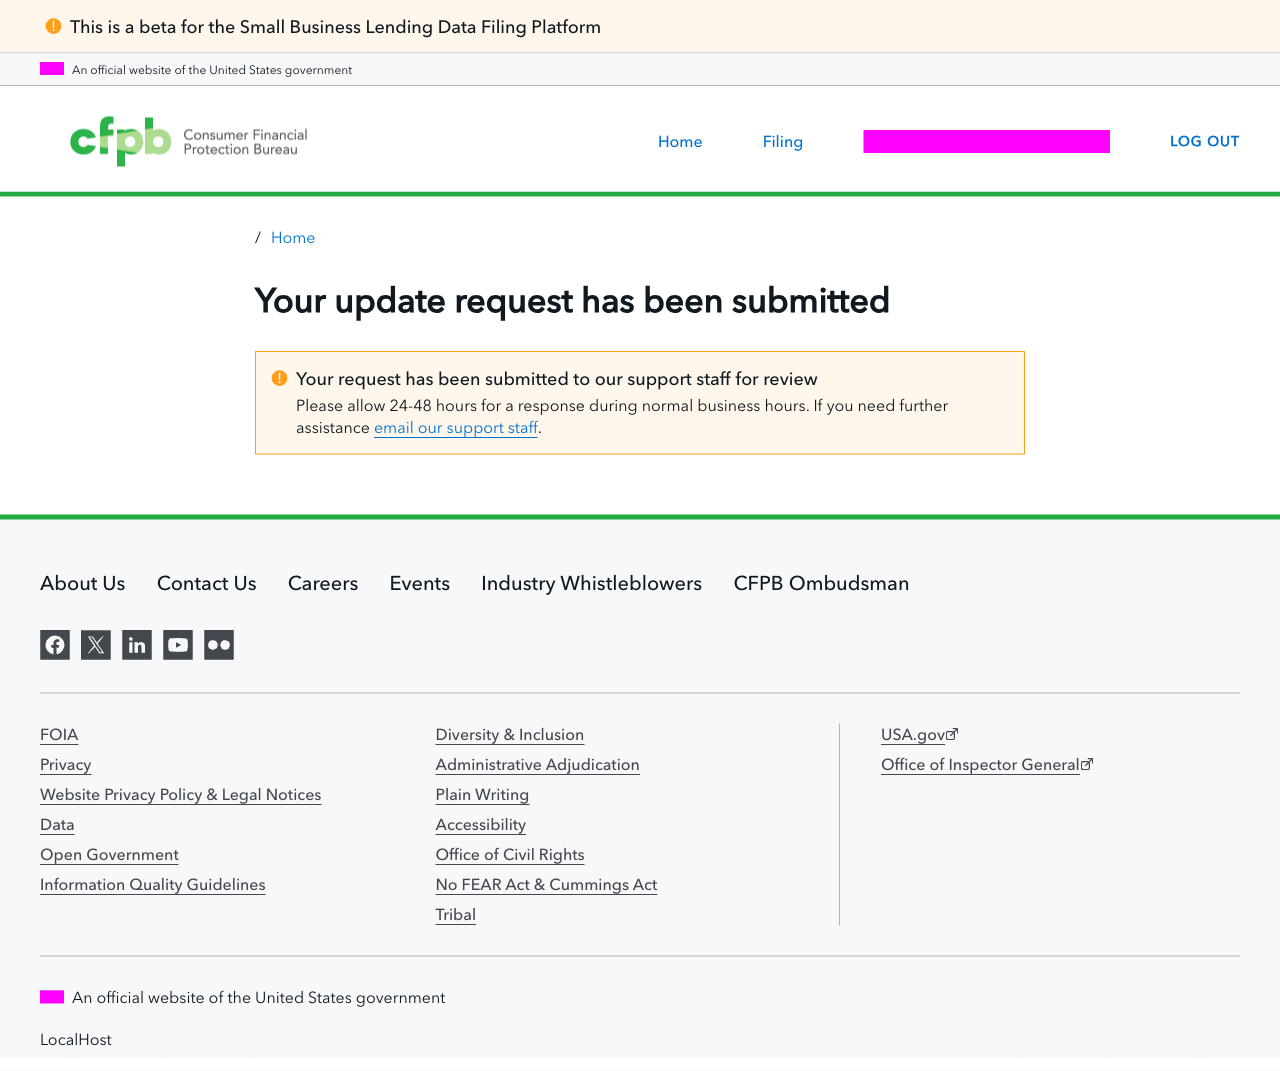 This is a beta for the Small Business Lending Data Filing Platform
An official website of the United States government
cfpb Consumer Financial
Protection Bureau
Home Filing LOG OUT
/ Home
Your update request has been submitted
Your request has been submitted to our support staff for review
Please allow 24-48 hours for a response during normal business hours. If you need further
assistance email our support staff.
About Us Contact Us Careers Events Industry Whistleblowers CFPB Ombudsman
FOIA
Privacy
Website Privacy Policy & Legal Notices
Data
Open Government
Information Quality Guidelines
Diversity & Inclusion
Administrative Adjudication
Plain Writing
Accessibility
Office of Civil Rights
No FEAR Act & Cummings Act
Tribal
USA.gov
Office of Inspector General
An official website of the United States government
LocalHost